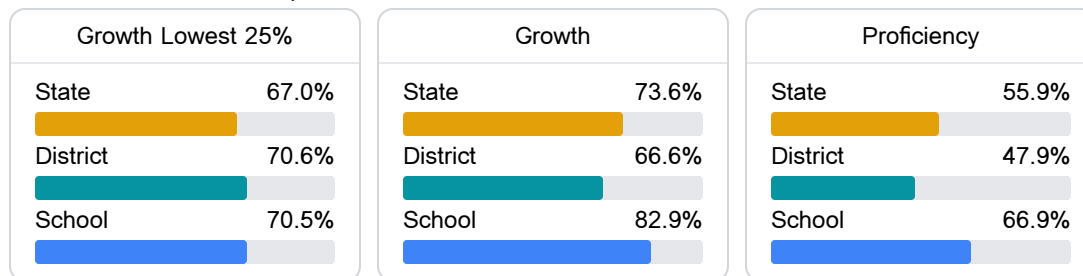 Growth Lowest 25%
State 67.0%
District 70.6%
School 70.5%
Growth
State 73.6%
District 66.6%
School 82.9%
Proficiency
State 55.9%
District 47.9%
School 66.9%